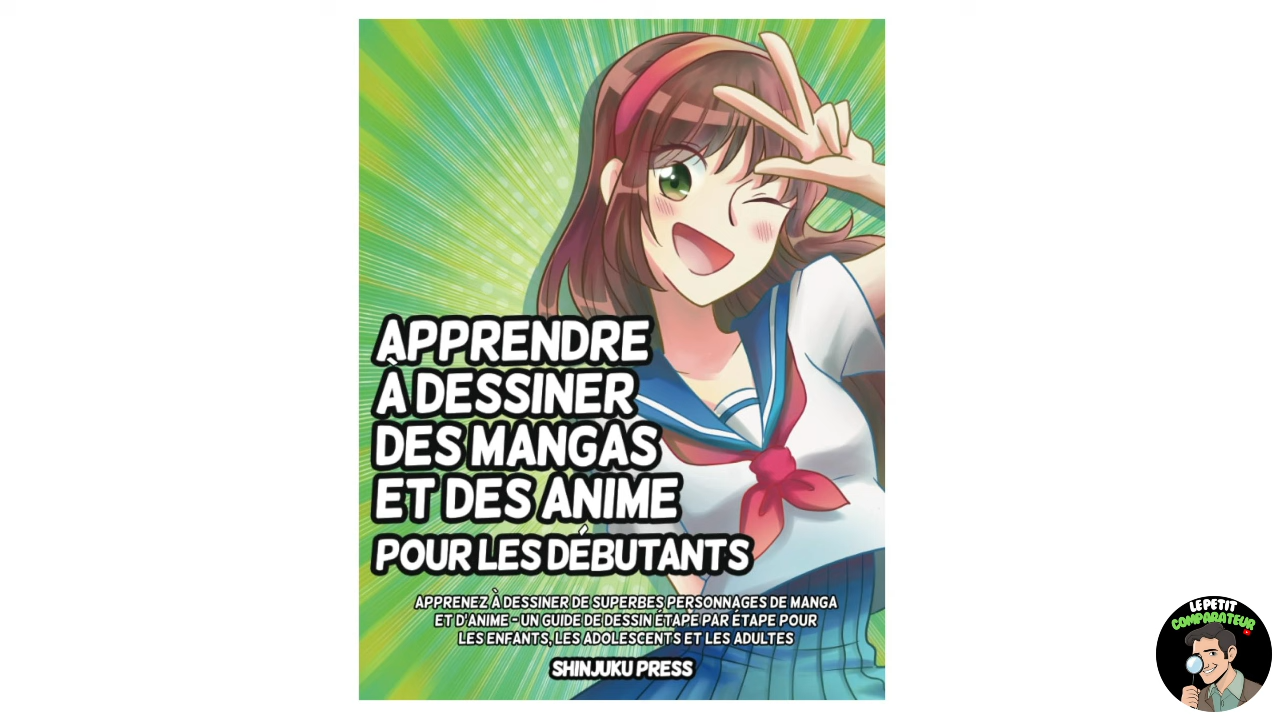 APPRENDRE
À DESSINER
DES MANGAS
ET DES ANIME
POUR LES DÉBUTANTS
APPRENEZ À DESSINER DE SUPERBES PERSONNAGES DE MANGA
ET D'ANIME - UN GUIDE DE DESSIN ÉTAPE PAR ÉTAPE POUR
LES ENFANTS, LES ADOLESCENTS ET LES ADULTES
SHINJUKU PRESS
LE PETIT
COMPARATEUR